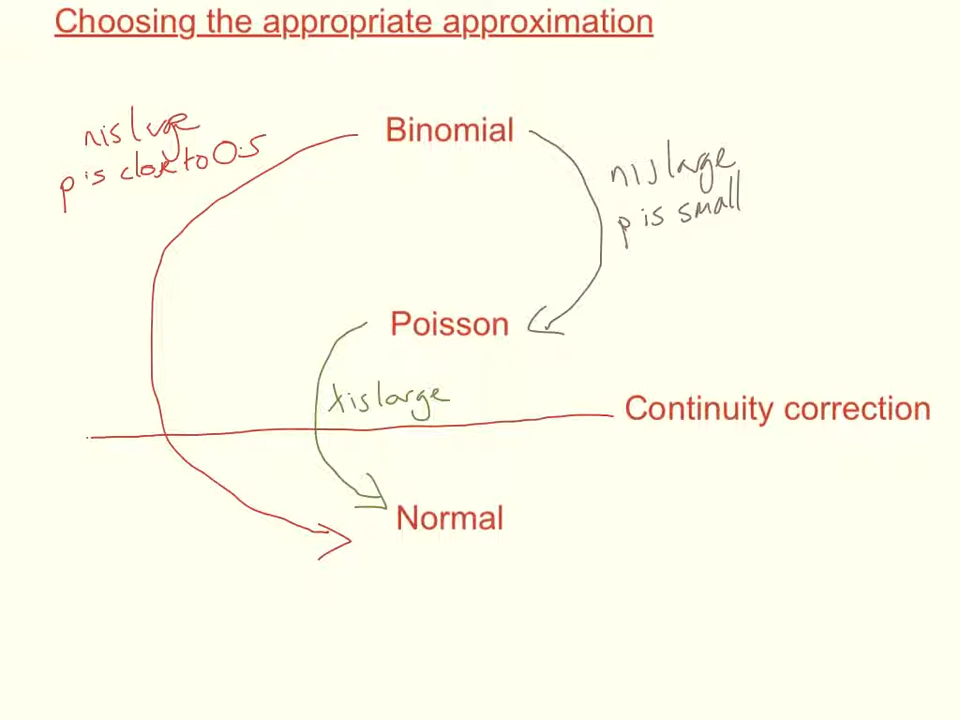 Choosing the appropriate approximation
n is large
p is close to 0.5
Binomial
n is large
p is small
Poisson
λ is large
Continuity correction
Normal